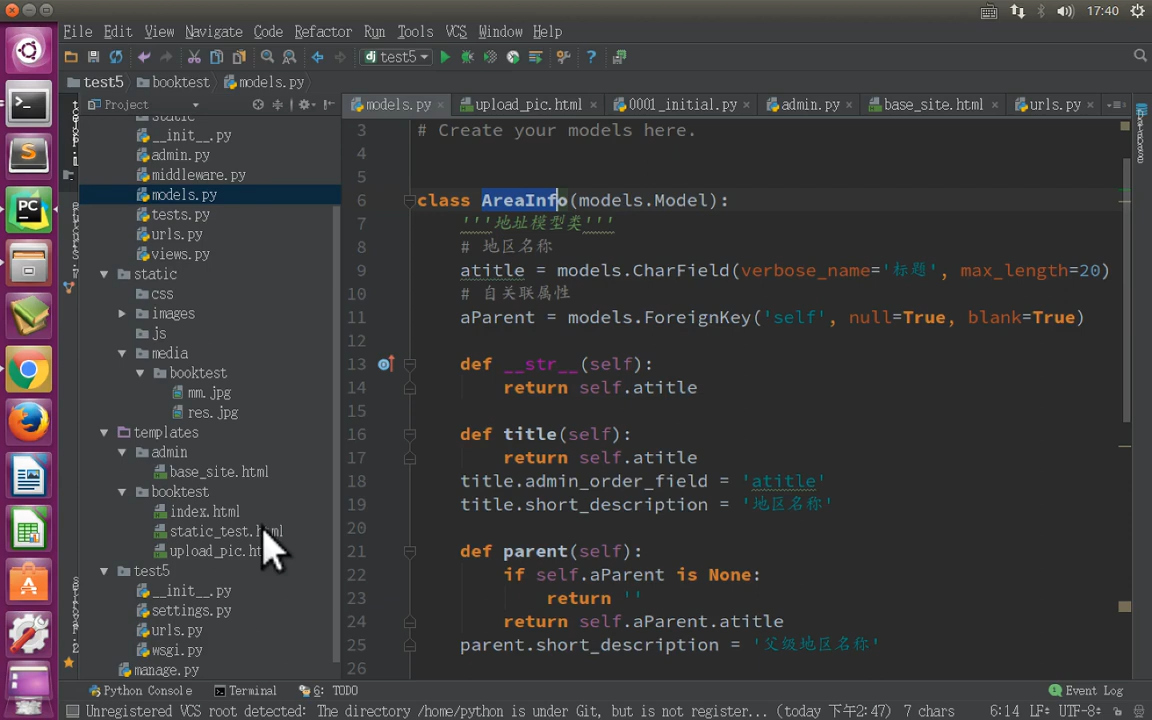 17:40
File Edit View Navigate Code Refactor Run Tools VCS Window Help
dj test5
test5 booktest models.py
Project
models.py × upload_pic.html × 0001_initial.py × admin.py × base_site.html × urls.py ×
static
__init__.py
admin.py
middleware.py
models.py
tests.py
urls.py
views.py
static
css
images
js
media
booktest
mm.jpg
res.jpg
templates
admin
base_site.html
booktest
index.html
static_test.html
upload_pic.ht
test5
__init__.py
settings.py
urls.py
wsgi.py
manage.py
3 # Create your models here.
4
5
6 class AreaInfo(models.Model):
7 '''地址模型类'''
8 # 地区名称
9 atitle = models.CharField(verbose_name='标题', max_length=20)
10 # 自关联属性
11 aParent = models.ForeignKey('self', null=True, blank=True)
12
13 def __str__(self):
14 return self.atitle
15
16 def title(self):
17 return self.atitle
18 title.admin_order_field = 'atitle'
19 title.short_description = '地区名称'
20
21 def parent(self):
22 if self.aParent is None:
23 return ''
24 return self.aParent.atitle
25 parent.short_description = '父级地区名称'
26
Python Console Terminal 6: TODO Event Log
Unregistered VCS root detected: The directory /home/python is under Git, but is not register... (today 下午2:47) 7 chars 6:14 LF÷ UTF-8÷